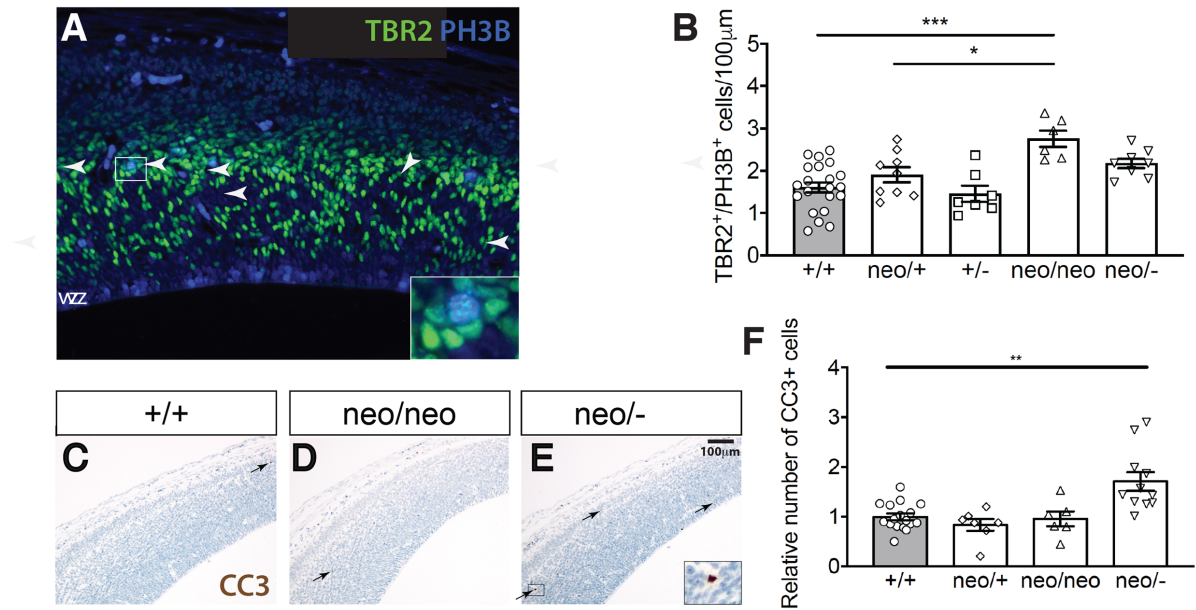 A
TBR2 PH3B
VZ
B
TBR2+/PH3B+ cells/100μm
5
4
3
2
1
0
***
*
+/+
neo/+
+/-
neo/neo
neo/-
+/+
neo/neo
neo/-
C
CC3
D
E
100μm
F
Relative number of CC3+ cells
4
3
2
1
0
**
+/+
neo/+
neo/neo
neo/-